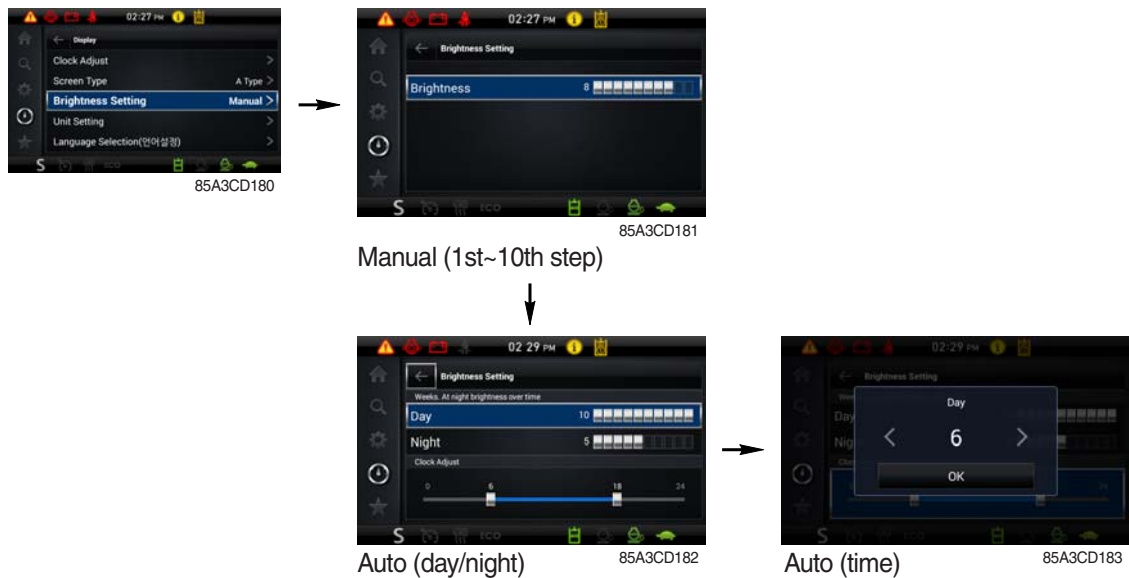 02:27 PM
Display
Clock Adjust
Screen Type A Type
Brightness Setting Manual
Unit Setting
Language Selection(언어설정)
S ECO
85A3CD180
02:27 PM
Brightness Setting
Brightness 8
S ECO
85A3CD181
Manual (1st~10th step)
02 29 PM
Brightness Setting
Weeks. At night brightness over time
Day 10
Night 5
Clock Adjust
0 6 18 24
S ECO
Auto (day/night) 85A3CD182
02:29 PM
Brightness Setting
Day
6
OK
S ECO
Auto (time) 85A3CD183